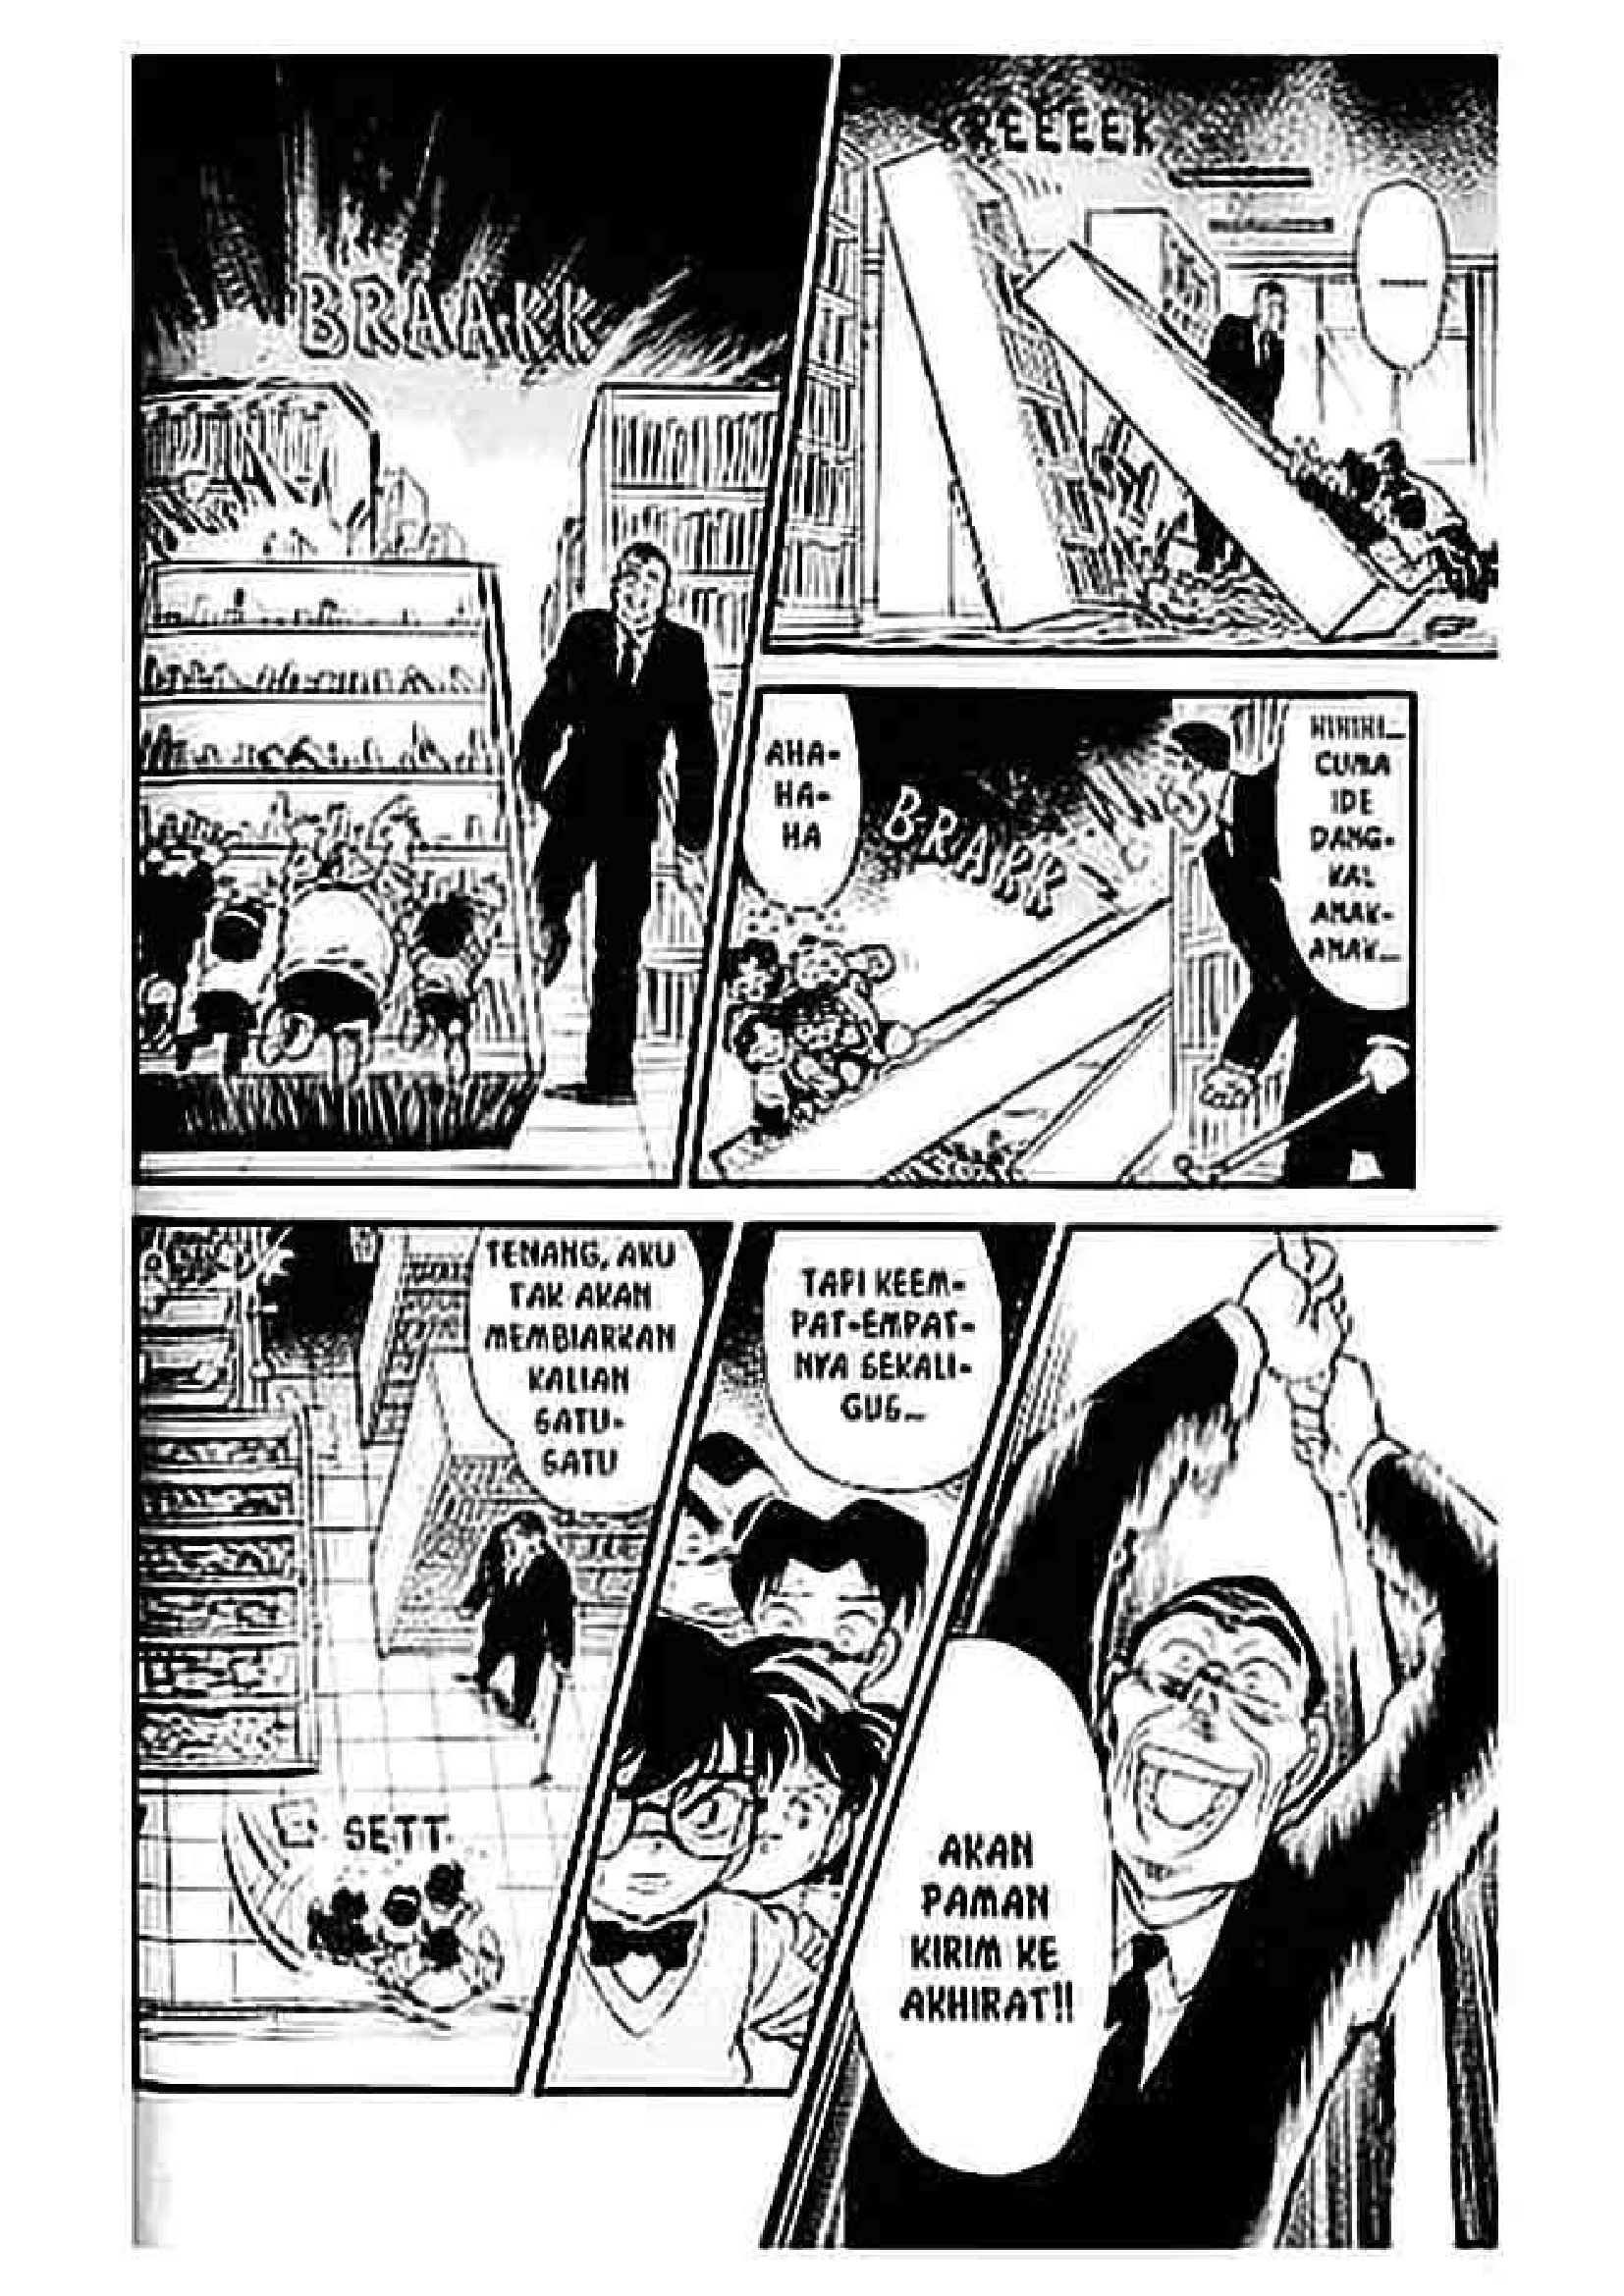 BRAAKK
KREEEEK
AHA-
HA-
HA
BRAKK
HIHIHI...
CUMA
IDE
DANG-
KAL
ANAK-
ANAK...
TENANG, AKU
TAK AKAN
MEMBIARKAN
KALIAN
SATU-
SATU
SETT
TAPI KEEM-
PAT-EMPAT-
NYA SEKALI-
GUS...
AKAN
PAMAN
KIRIM KE
AKHIRAT!!